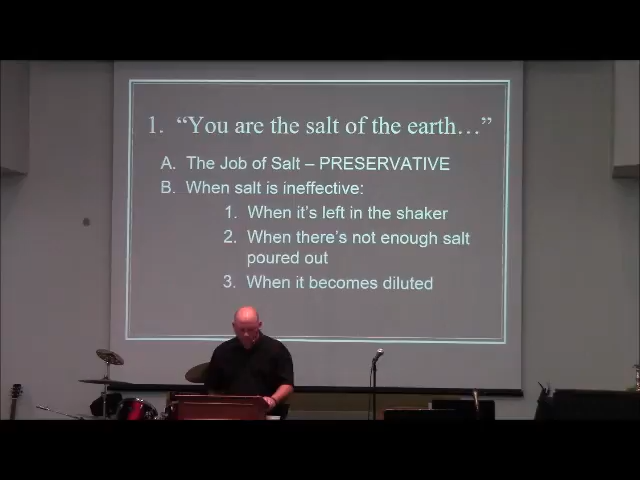 1. “You are the salt of the earth…”
A. The Job of Salt – PRESERVATIVE
B. When salt is ineffective:
1. When it’s left in the shaker
2. When there’s not enough salt
poured out
3. When it becomes diluted